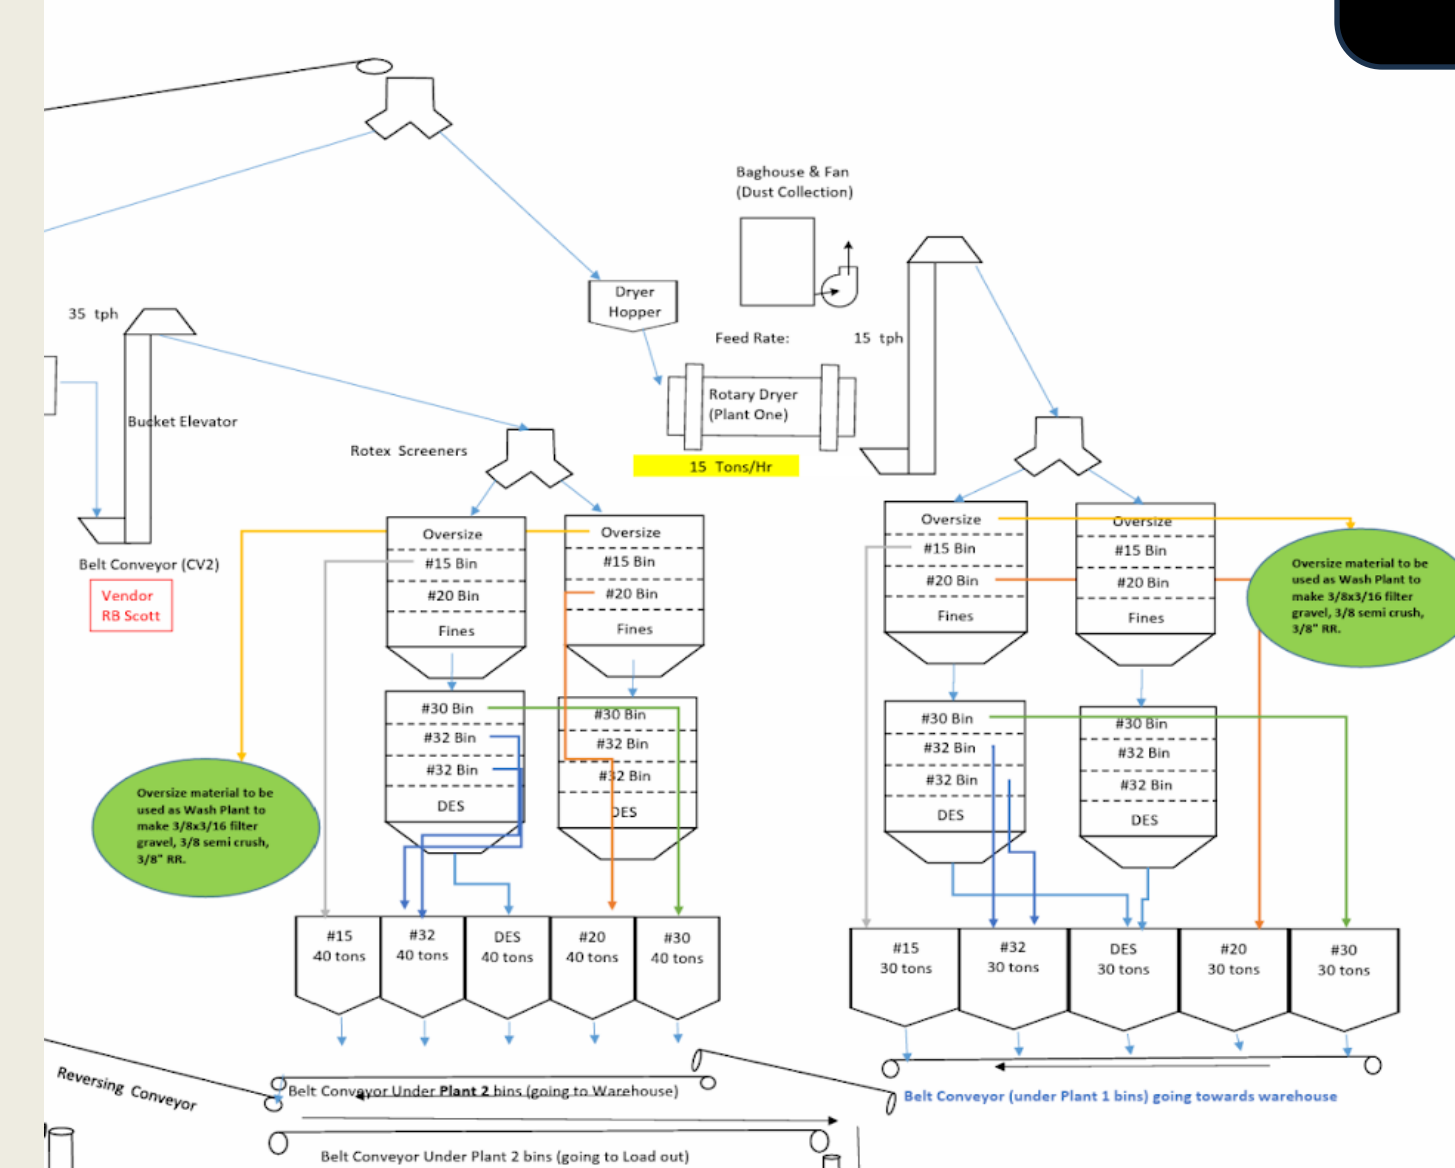 Baghouse & Fan
(Dust Collection)
Dryer
Hopper
35 tph
Feed Rate:
15 tph
Rotary Dryer
(Plant One)
Bucket Elevator
Rotex Screeners
15 Tons/Hr
Belt Conveyor (CV2)
Vendor
RB Scott
Oversize
#15 Bin
#20 Bin
Fines
Oversize
#15 Bin
#20 Bin
Fines
Oversize
#15 Bin
#20 Bin
Fines
Oversize
#15 Bin
#20 Bin
Fines
Oversize material to be
used as Wash Plant to
make 3/8x3/16 filter
gravel, 3/8 semi crush,
3/8" RR.
#30 Bin
#32 Bin
#32 Bin
DES
#30 Bin
#32 Bin
#32 Bin
DES
#30 Bin
#32 Bin
#32 Bin
DES
#30 Bin
#32 Bin
#32 Bin
DES
Oversize material to be
used as Wash Plant to
make 3/8x3/16 filter
gravel, 3/8 semi crush,
3/8" RR.
#15
40 tons
#32
40 tons
DES
40 tons
#20
40 tons
#30
40 tons
#15
30 tons
#32
30 tons
DES
30 tons
#20
30 tons
#30
30 tons
Reversing Conveyor
Belt Conveyor Under Plant 2 bins (going to Warehouse)
Belt Conveyor (under Plant 1 bins) going towards warehouse
Belt Conveyor Under Plant 2 bins (going to Load out)